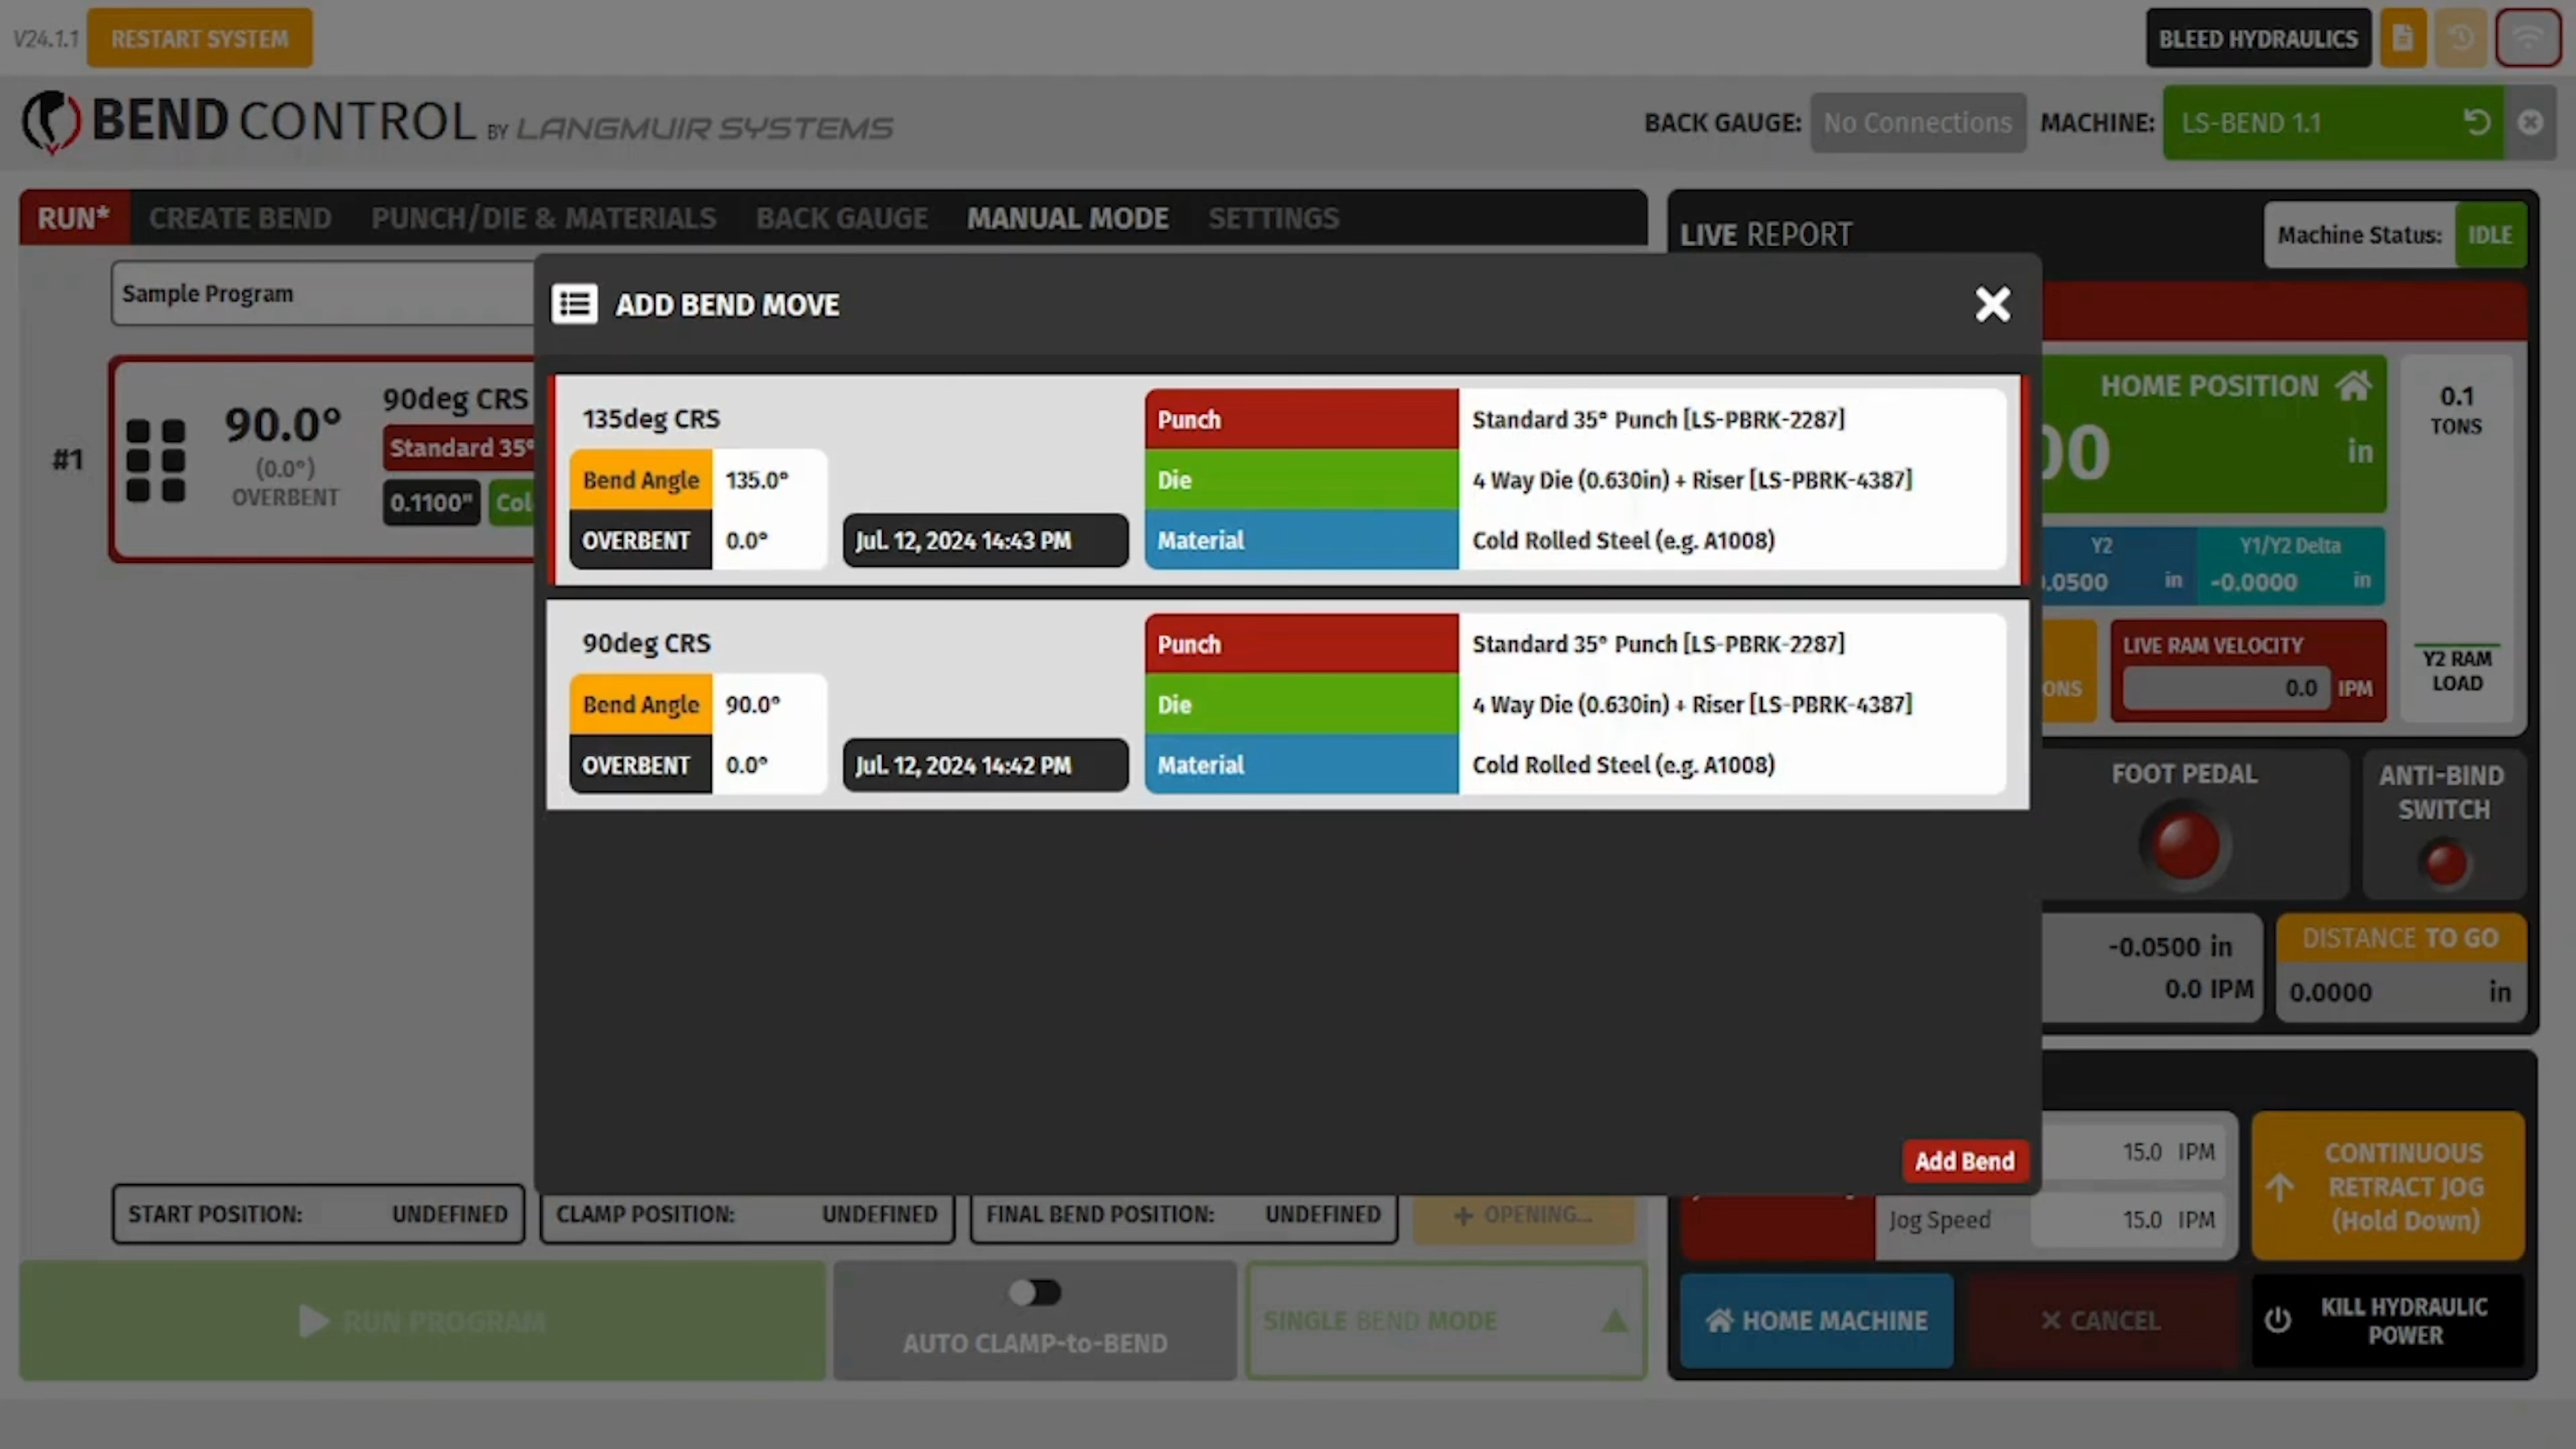 V24.1.1 RESTART SYSTEM BLEED HYDRAULICS
BEND CONTROL BY LANGMUIR SYSTEMS BACK GAUGE: No Connections MACHINE: LS-BEND 1.1
RUN* CREATE BEND PUNCH/DIE & MATERIALS BACK GAUGE MANUAL MODE SETTINGS
LIVE REPORT Machine Status: IDLE
Sample Program
ADD BEND MOVE
#1 90.0° 90deg CRS
(0.0°) Standard 35°
OVERBENT 0.1100"
135deg CRS
Bend Angle 135.0°
OVERBENT 0.0° Jul. 12, 2024 14:43 PM
Punch Standard 35° Punch [LS-PBRK-2287]
Die 4 Way Die (0.630in) + Riser [LS-PBRK-4387]
Material Cold Rolled Steel (e.g. A1008)
90deg CRS
Bend Angle 90.0°
OVERBENT 0.0° Jul. 12, 2024 14:42 PM
Punch Standard 35° Punch [LS-PBRK-2287]
Die 4 Way Die (0.630in) + Riser [LS-PBRK-4387]
Material Cold Rolled Steel (e.g. A1008)
Add Bend
HOME POSITION
in
0.1
TONS
Y2 Y1/Y2 Delta
.0500 in -0.0000 in
LIVE RAM VELOCITY
0.0 IPM
Y2 RAM
LOAD
FOOT PEDAL
ANTI-BIND
SWITCH
-0.0500 in
0.0 IPM
DISTANCE TO GO
0.0000 in
15.0 IPM
Jog Speed 15.0 IPM
CONTINUOUS
RETRACT JOG
(Hold Down)
START POSITION: UNDEFINED CLAMP POSITION: UNDEFINED FINAL BEND POSITION: UNDEFINED + OPENING...
RUN PROGRAM
AUTO CLAMP-to-BEND
SINGLE BEND MODE
HOME MACHINE
CANCEL
KILL HYDRAULIC
POWER